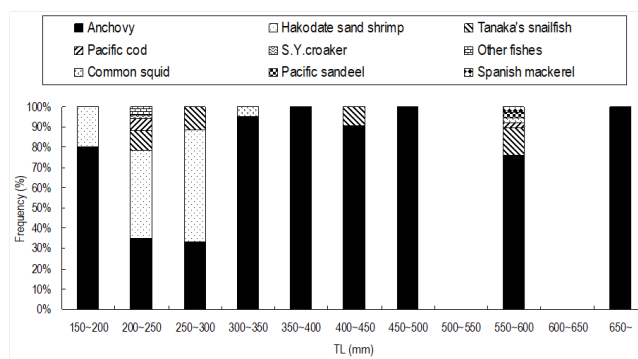 Anchovy Hakodate sand shrimp Tanaka's snailfish
Pacific cod S.Y.croaker Other fishes
Common squid Pacific sandeel Spanish mackerel
100%
90%
80%
70%
60%
50%
40%
30%
20%
10%
0%
Frequency (%)
150~200 200~250 250~300 300~350 350~400 400~450 450~500 500~550 550~600 600~650 650~
TL (mm)